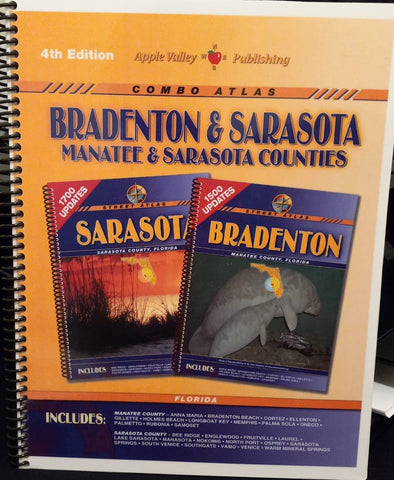 4th Edition
Apple Valley Publishing
COMBO ATLAS
BRADENTON & SARASOTA
MANATEE & SARASOTA COUNTIES
1700
UPDATES
STREET ATLAS
SARASOT
SARASOTA COUNTY, FLORIDA
1500
UPDATES
STREET ATLAS
BRADENTON
MANATEE COUNTY, FLORIDA
FLORIDA
INCLUDES:
MANATEE COUNTY – ANNA MARIA • BRADENTON BEACH • CORTEZ • ELLENTON •
GILLETTE • HOLMES BEACH • LONGBOAT KEY • MEMPHIS • PALMA SOLA • ONECO •
PALMETTO • RUBONIA • SAMOSET
SARASOTA COUNTY – BEE RIDGE • ENGLEWOOD • FRUITVILLE • LAUREL •
LAKE SARASOTA • MANASOTA • NOKOMIS • NORTH PORT • OSPREY • SARASOTA
SPRINGS • SOUTH VENICE • SOUTHGATE • VAMO • VENICE • WARM MINERAL SPRINGS